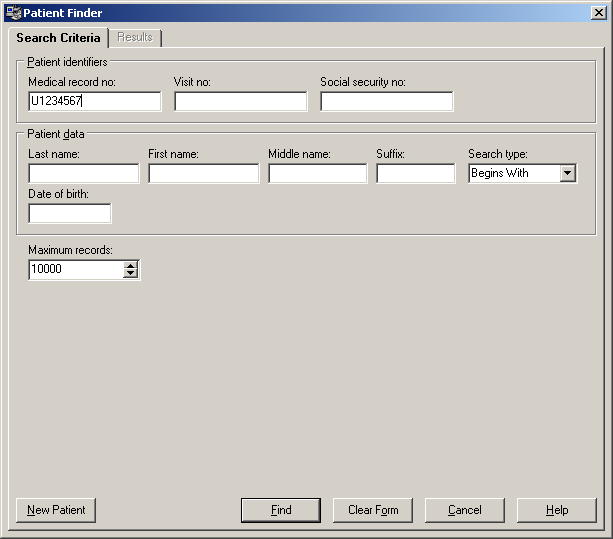 Patient Finder
Search Criteria Results
Patient identifiers
Medical record no: Visit no: Social security no:
U1234567
Patient data
Last name: First name: Middle name: Suffix: Search type:
Begins With
Date of birth:
Maximum records:
10000
New Patient Find Clear Form Cancel Help